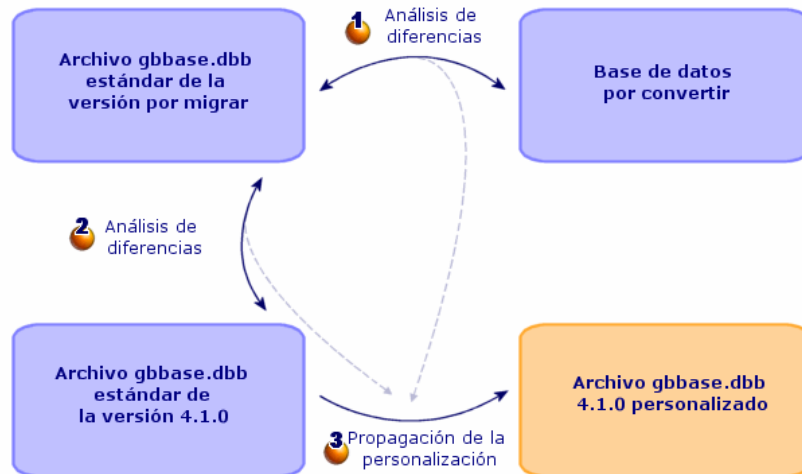 1 Análisis de
diferencias
Archivo gbbase.dbb
estándar de la
versión por migrar
Base de datos
por convertir
2 Análisis de
diferencias
Archivo gbbase.dbb
estándar de
la versión 4.1.0
Archivo gbbase.dbb
4.1.0 personalizado
3 Propagación de la
personalización